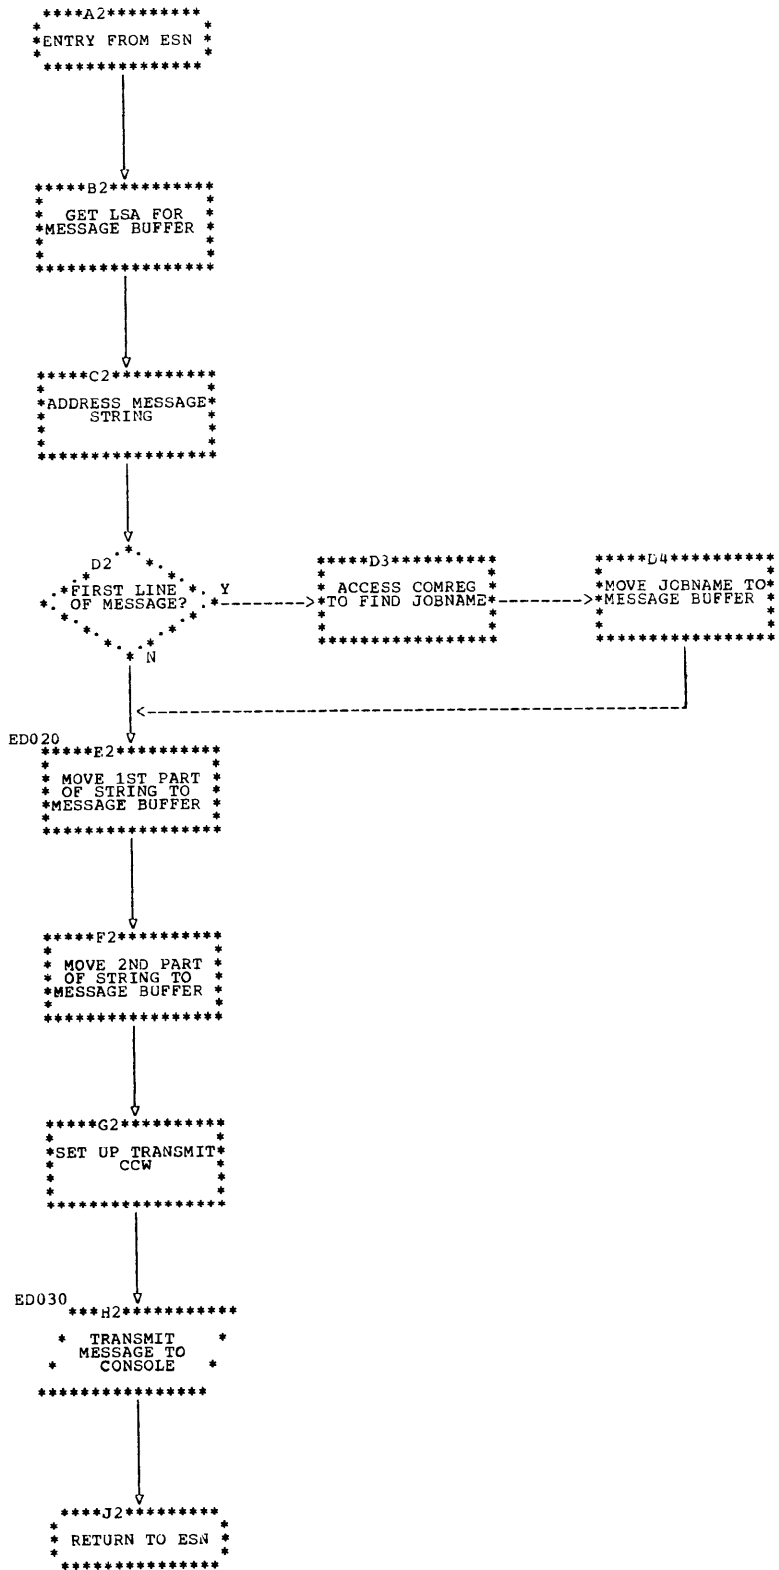 A2
ENTRY FROM ESN
B2
GET LSA FOR
MESSAGE BUFFER
C2
ADDRESS MESSAGE
STRING
D2
FIRST LINE
OF MESSAGE?
Y
N
D3
ACCESS COMREG
TO FIND JOBNAME
D4
MOVE JOBNAME TO
MESSAGE BUFFER
ED020
E2
MOVE 1ST PART
OF STRING TO
MESSAGE BUFFER
F2
MOVE 2ND PART
OF STRING TO
MESSAGE BUFFER
G2
SET UP TRANSMIT
CCW
ED030
H2
TRANSMIT
MESSAGE TO
CONSOLE
J2
RETURN TO ESN